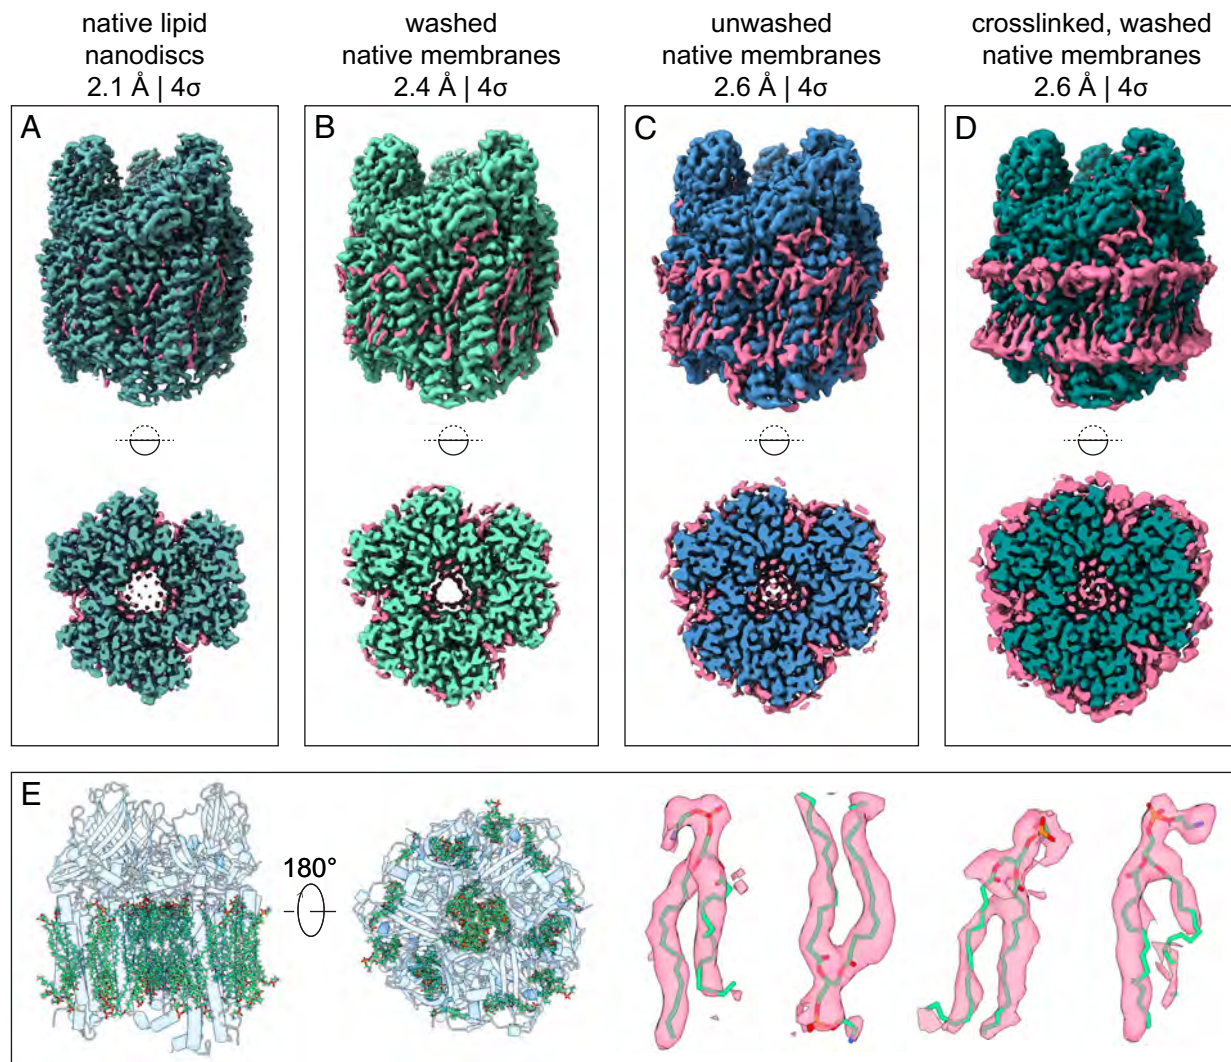 native lipid
nanodiscs
2.1 Å | 4σ
washed
native membranes
2.4 Å | 4σ
unwashed
native membranes
2.6 Å | 4σ
crosslinked, washed
native membranes
2.6 Å | 4σ
A
B
C
D
E
180°